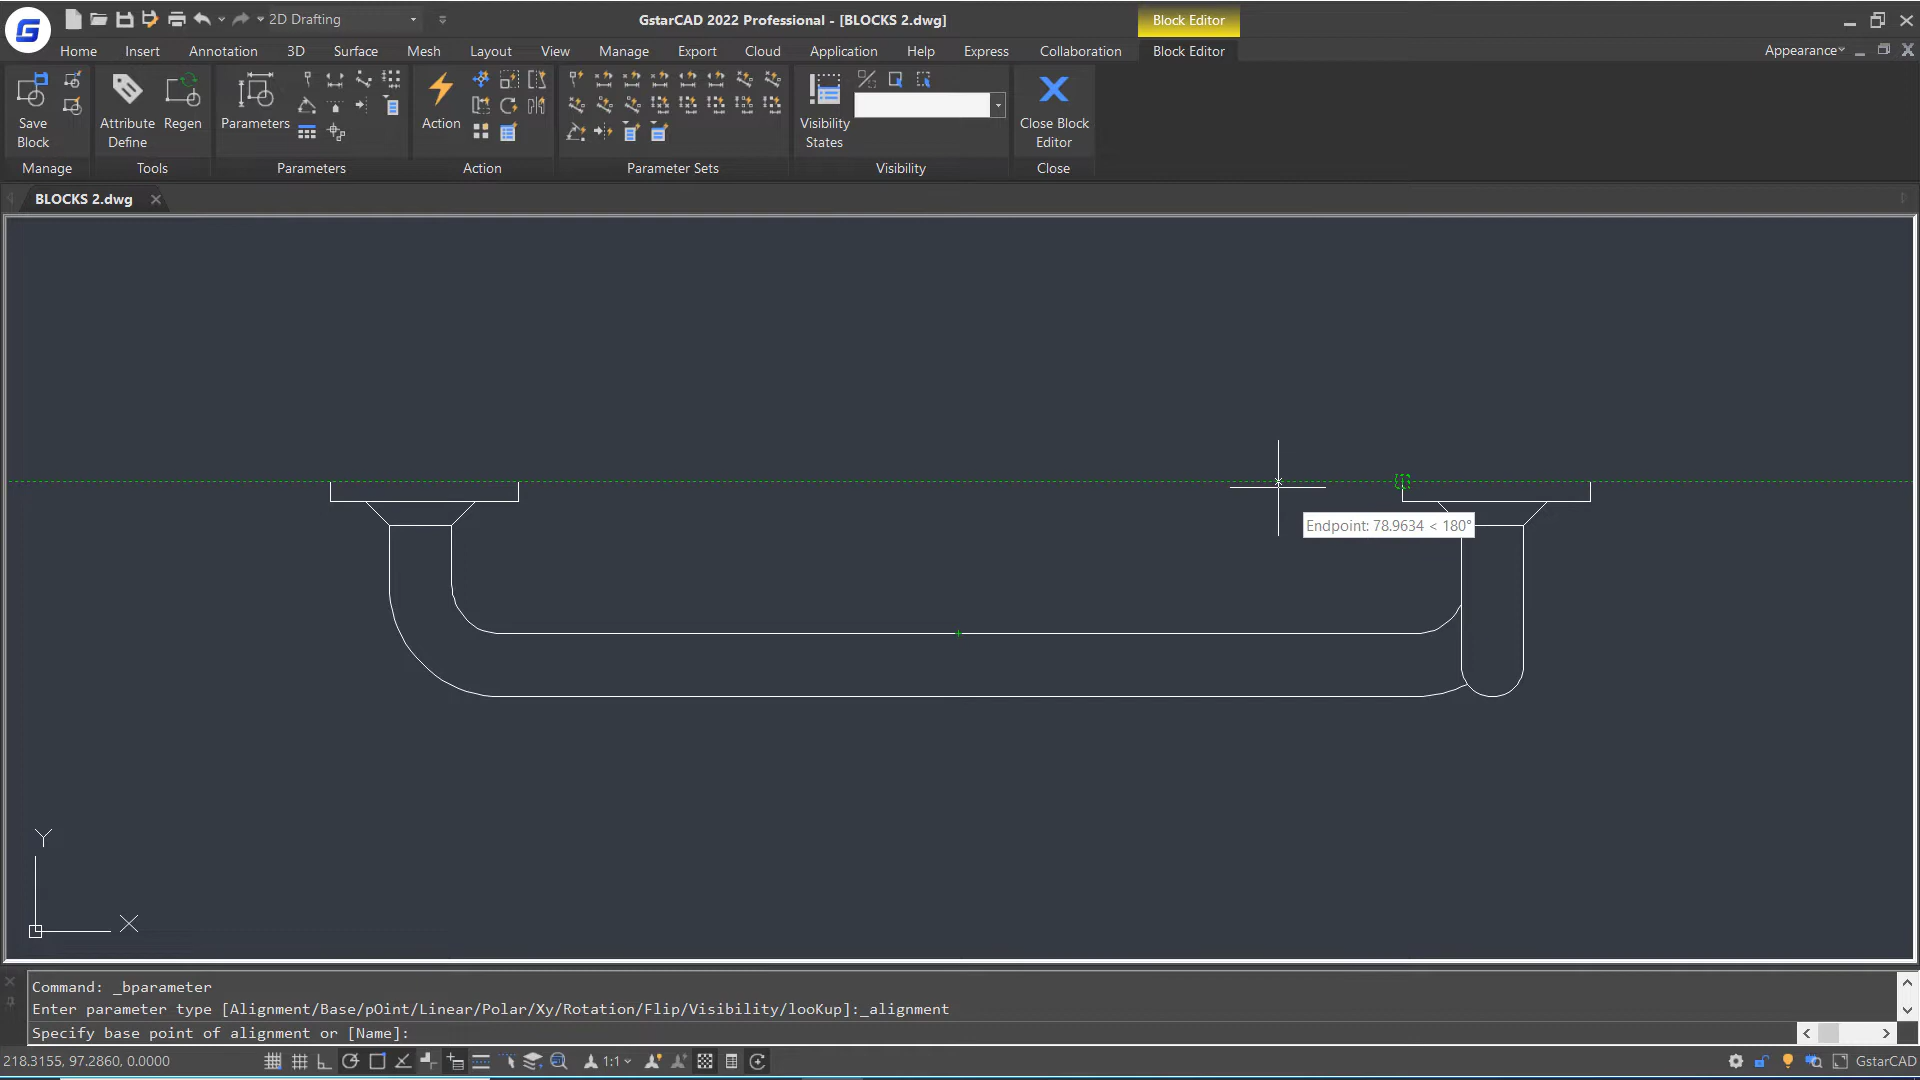 2D Drafting
GstarCAD 2022 Professional - [BLOCKS 2.dwg]
Block Editor
Home Insert Annotation 3D Surface Mesh Layout View Manage Export Cloud Application Help Express Collaboration Block Editor Appearance
Save Block
Attribute Define
Regen
Parameters
Action
Visibility States
Close Block Editor
Manage Tools Parameters Action Parameter Sets Visibility Close
BLOCKS 2.dwg
Endpoint: 78.9634 < 180°
Y
X
Command: _bparameter
Enter parameter type [Alignment/Base/pOint/Linear/Polar/Xy/Rotation/Flip/Visibility/looKup]:_alignment
Specify base point of alignment or [Name]:
218.3155, 97.2860, 0.0000 1:1 GstarCAD